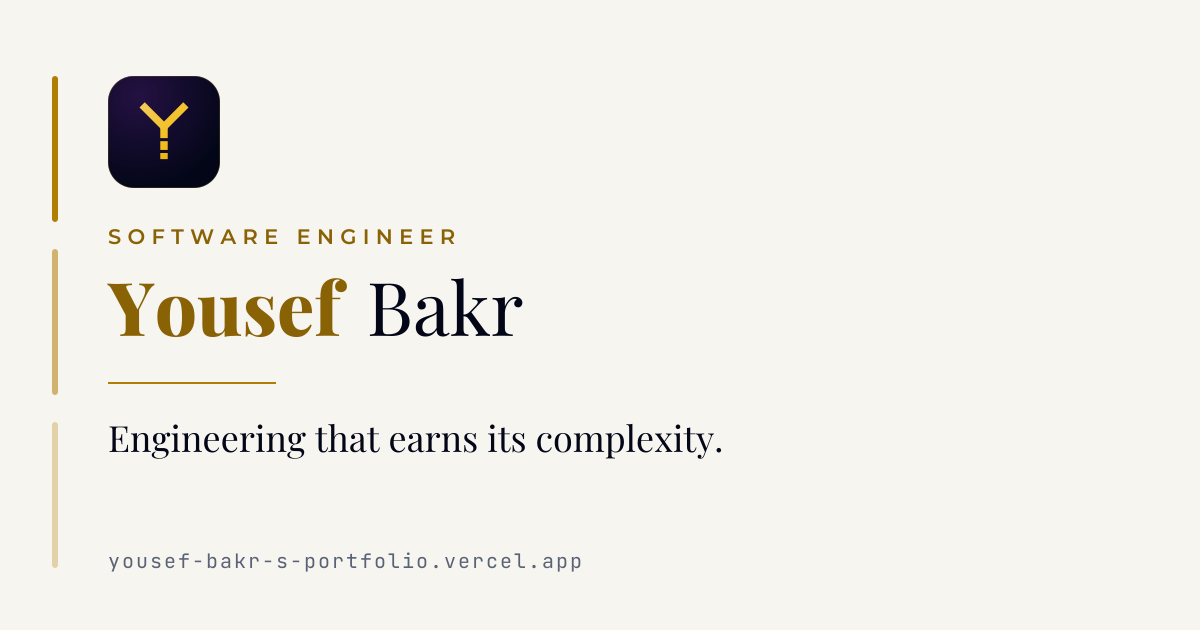 Y
SOFTWARE ENGINEER
Yousef Bakr
Engineering that earns its complexity.
yousef-bakr-s-portfolio.vercel.app